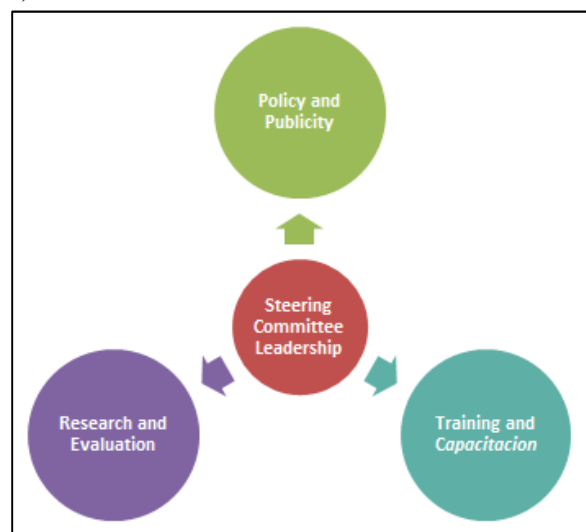 Policy and
Publicity
Steering
Committee
Leadership
Research and
Evaluation
Training and
Capacitacion